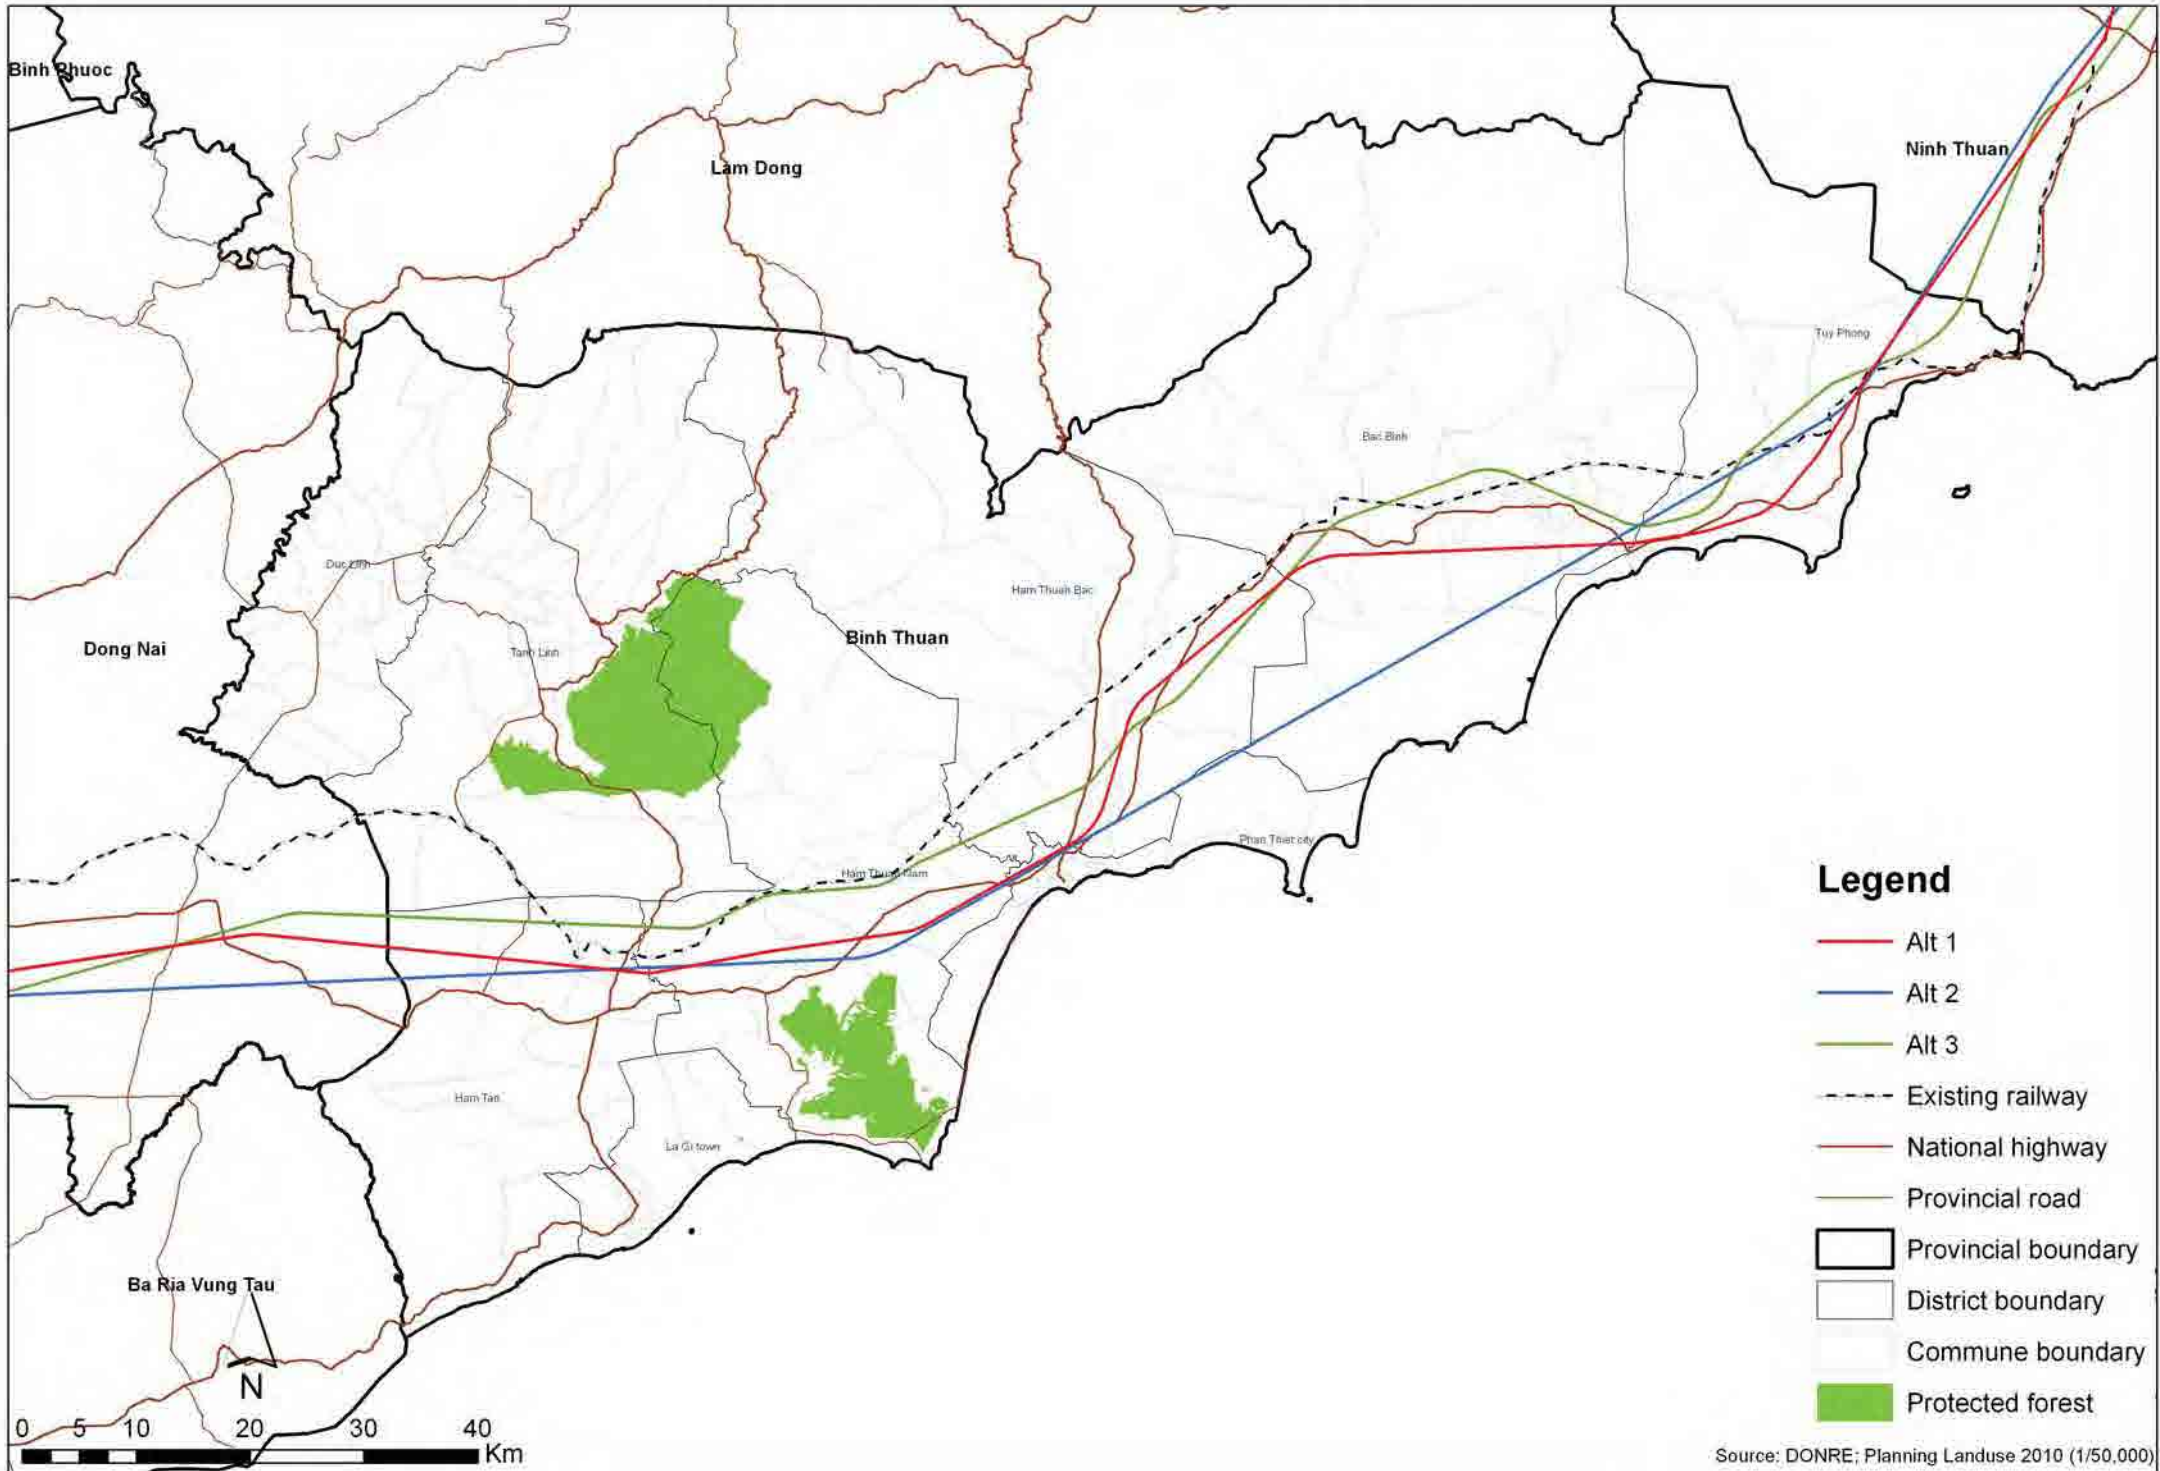 Binh Phuoc
Lam Dong
Ninh Thuan
Tuy Phong
Bac Binh
Duc Linh
Ham Thuan Bac
Dong Nai
Tanh Linh
Binh Thuan
Phan Thiet city
Ham Thuan Nam
Ham Tan
La Gi town
Ba Ria Vung Tau
N
0 5 10 20 30 40
Km
Legend
Alt 1
Alt 2
Alt 3
Existing railway
National highway
Provincial road
Provincial boundary
District boundary
Commune boundary
Protected forest
Source: DONRE; Planning Landuse 2010 (1/50,000)